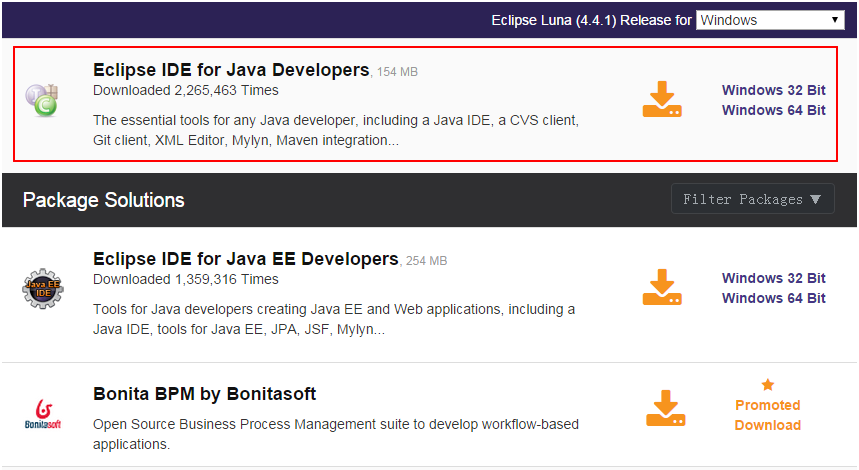 Eclipse Luna (4.4.1) Release for Windows
Eclipse IDE for Java Developers, 154 MB
Downloaded 2,265,463 Times
The essential tools for any Java developer, including a Java IDE, a CVS client,
Git client, XML Editor, Mylyn, Maven integration...
Windows 32 Bit
Windows 64 Bit
Package Solutions
Filter Packages ▼
Java EE
IDE
Eclipse IDE for Java EE Developers, 254 MB
Downloaded 1,359,316 Times
Tools for Java developers creating Java EE and Web applications, including a
Java IDE, tools for Java EE, JPA, JSF, Mylyn...
Windows 32 Bit
Windows 64 Bit
BonitaSoft
Bonita BPM by Bonitasoft
Open Source Business Process Management suite to develop workflow-based
applications.
Promoted
Download